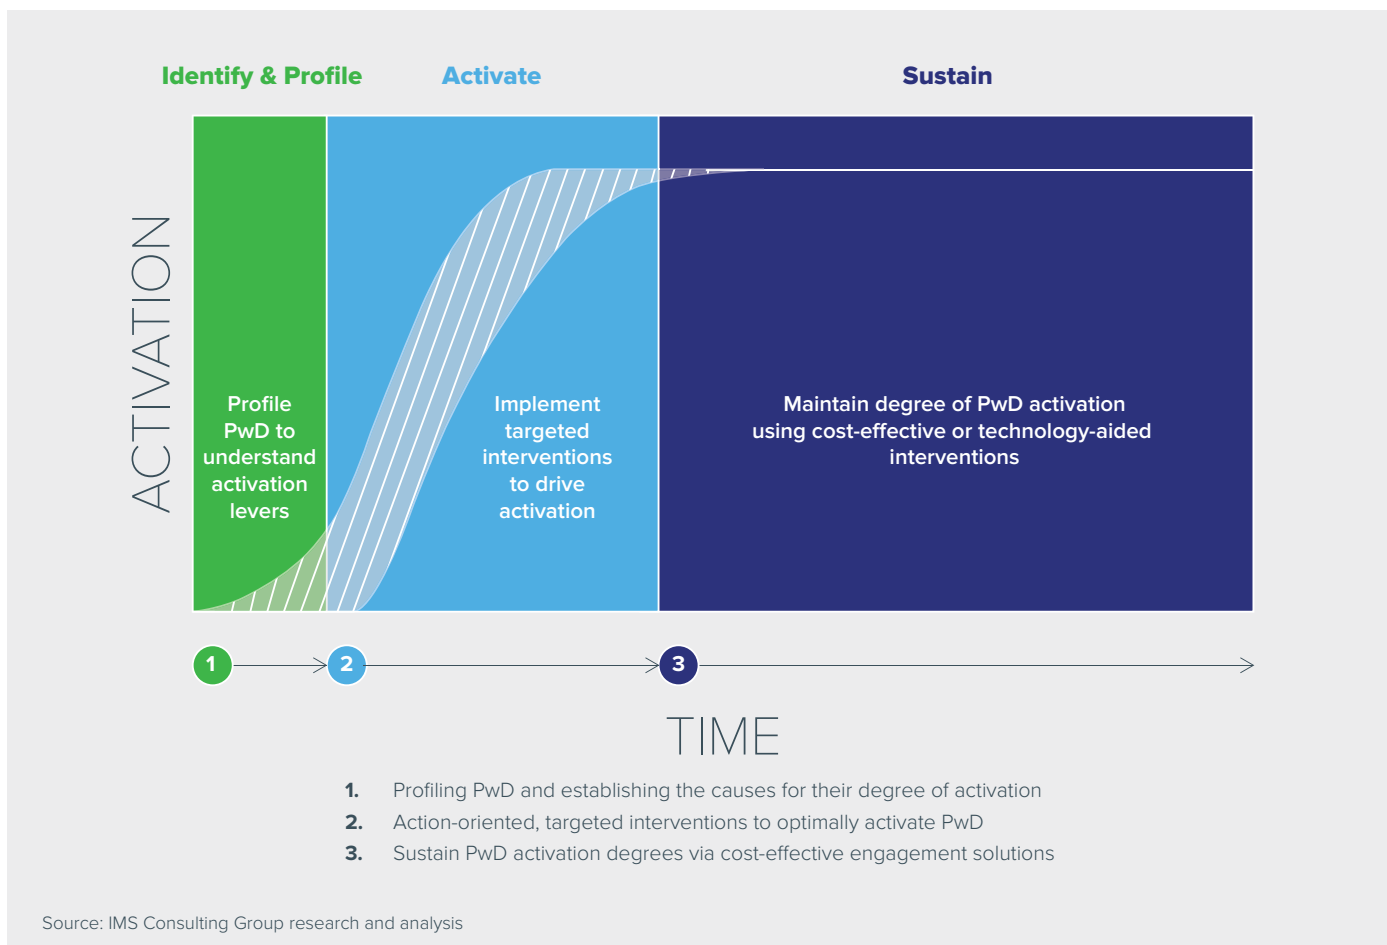 Identify & Profile
Activate
Sustain
ACTIVATION
Profile
PwD to
understand
activation
levers
Implement
targeted
interventions
to drive
activation
Maintain degree of PwD activation
using cost-effective or technology-aided
interventions
1
2
3
TIME
1. Profiling PwD and establishing the causes for their degree of activation
2. Action-oriented, targeted interventions to optimally activate PwD
3. Sustain PwD activation degrees via cost-effective engagement solutions
Source: IMS Consulting Group research and analysis